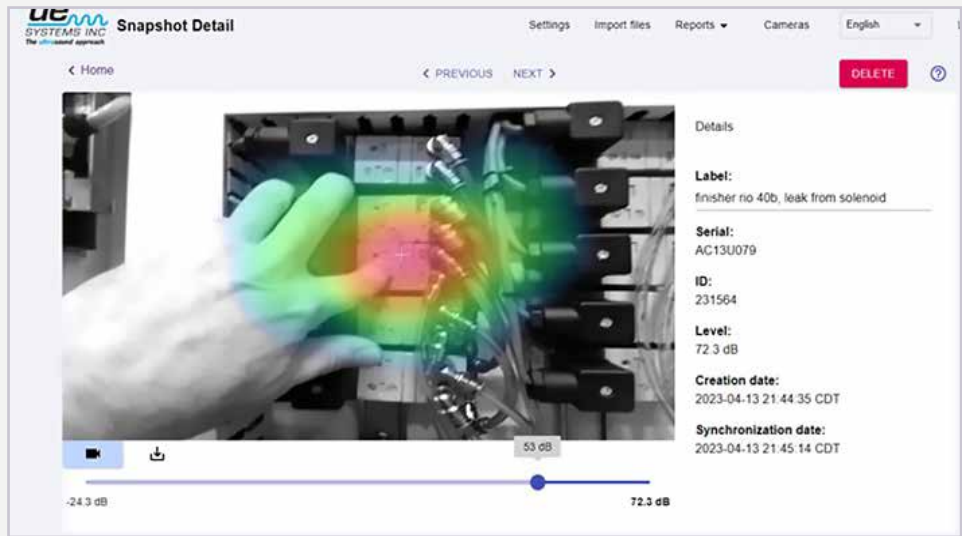 ue
SYSTEMS INC
The ultrasound approach
Snapshot Detail
Settings
Import files
Reports
Cameras
English
Home
PREVIOUS
NEXT
DELETE
?
Details
Label:
finisher rio 40b, leak from solenoid
Serial:
AC13U079
ID:
231564
Level:
72.3 dB
Creation date:
2023-04-13 21:44:35 CDT
Synchronization date:
2023-04-13 21:45:14 CDT
53 dB
-24.3 dB
72.3 dB